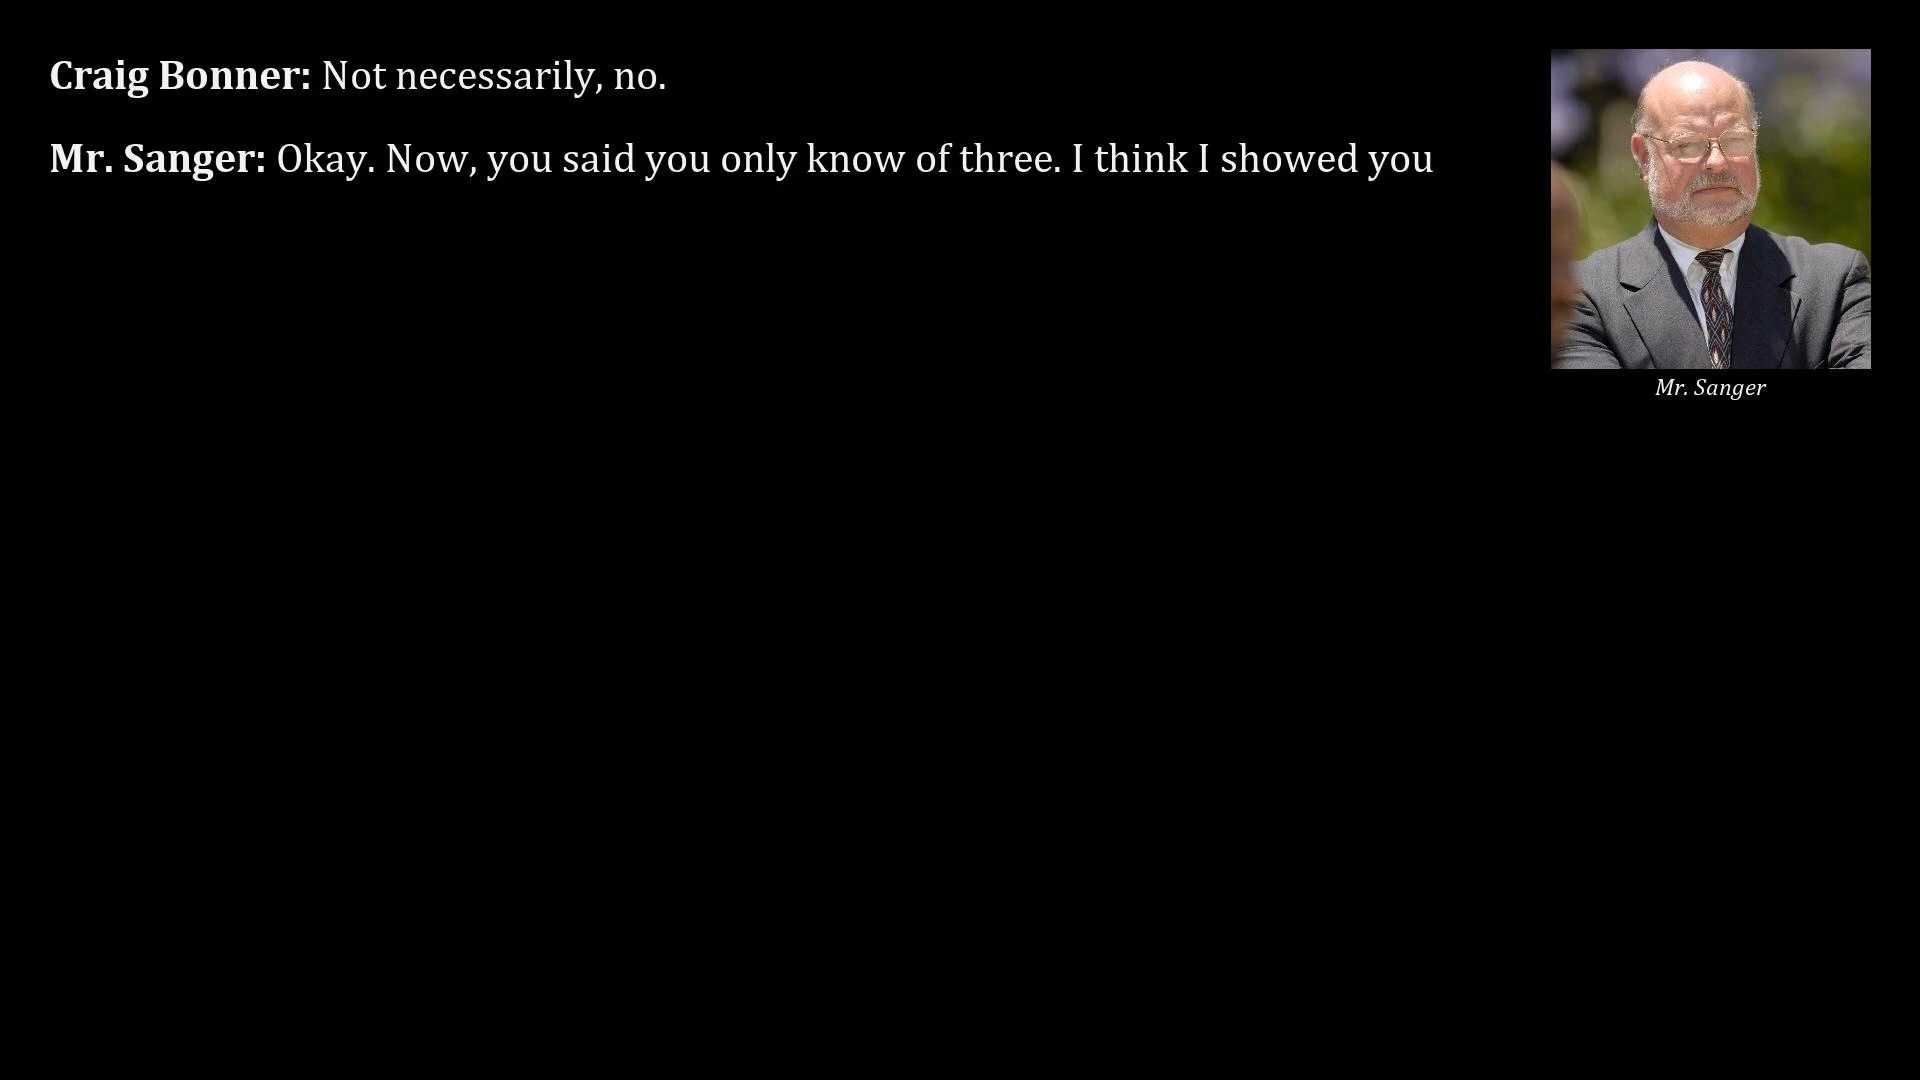 Craig Bonner: Not necessarily, no.
Mr. Sanger: Okay. Now, you said you only know of three. I think I showed you
Mr. Sanger